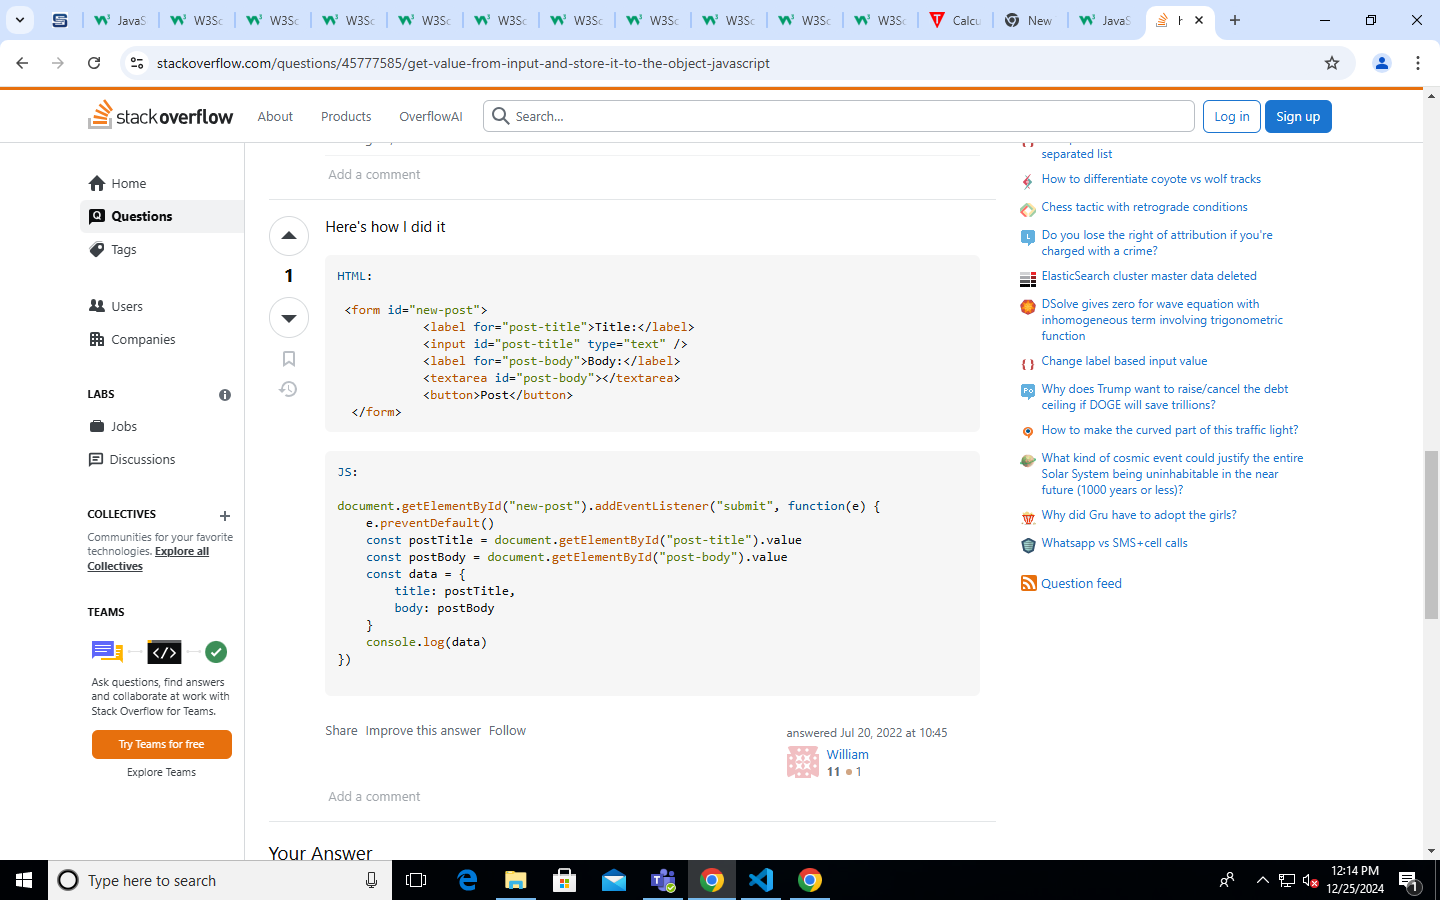 JavaS
W3Sc
W3Sc
W3Sc
W3Sc
W3Sc
W3Sc
W3Sc
W3Sc
W3Sc
W3Sc
Calcu
New
JavaS
h
stackoverflow.com/questions/45777585/get-value-from-input-and-store-it-to-the-object-javascript
stackoverflow
About
Products
OverflowAI
Search...
Log in
Sign up
Home
Questions
Tags
Users
Companies
LABS
Jobs
Discussions
COLLECTIVES
Communities for your favorite
technologies. Explore all
Collectives
TEAMS
Ask questions, find answers
and collaborate at work with
Stack Overflow for Teams.
Try Teams for free
Explore Teams
Add a comment
1
Here's how I did it
HTML:
<form id="new-post">
<label for="post-title">Title:</label>
<input id="post-title" type="text" />
<label for="post-body">Body:</label>
<textarea id="post-body"></textarea>
<button>Post</button>
</form>
JS:
document.getElementById("new-post").addEventListener("submit", function(e) {
e.preventDefault()
const postTitle = document.getElementById("post-title").value
const postBody = document.getElementById("post-body").value
const data = {
title: postTitle,
body: postBody
}
console.log(data)
})
Share Improve this answer Follow
answered Jul 20, 2022 at 10:45
William
11 1
Add a comment
Your Answer
separated list
How to differentiate coyote vs wolf tracks
Chess tactic with retrograde conditions
Do you lose the right of attribution if you're
charged with a crime?
ElasticSearch cluster master data deleted
DSolve gives zero for wave equation with
inhomogeneous term involving trigonometric
function
Change label based input value
Why does Trump want to raise/cancel the debt
ceiling if DOGE will save trillions?
How to make the curved part of this traffic light?
What kind of cosmic event could justify the entire
Solar System being uninhabitable in the near
future (1000 years or less)?
Why did Gru have to adopt the girls?
Whatsapp vs SMS+cell calls
Question feed
Type here to search
12:14 PM
12/25/2024
1